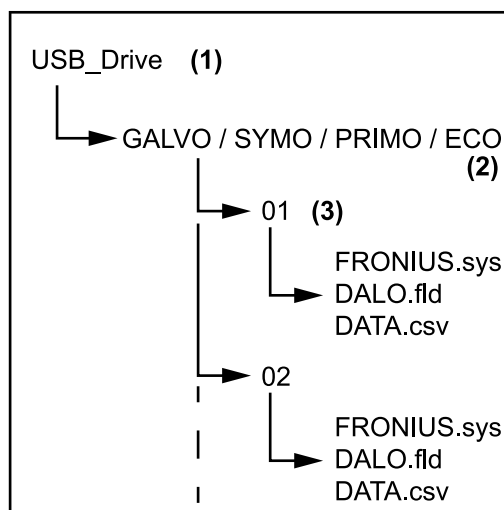 USB_Drive (1)
GALVO / SYMO / PRIMO / ECO
(2)
01 (3)
FRONIUS.sys
DALO.fld
DATA.csv
02
FRONIUS.sys
DALO.fld
DATA.csv